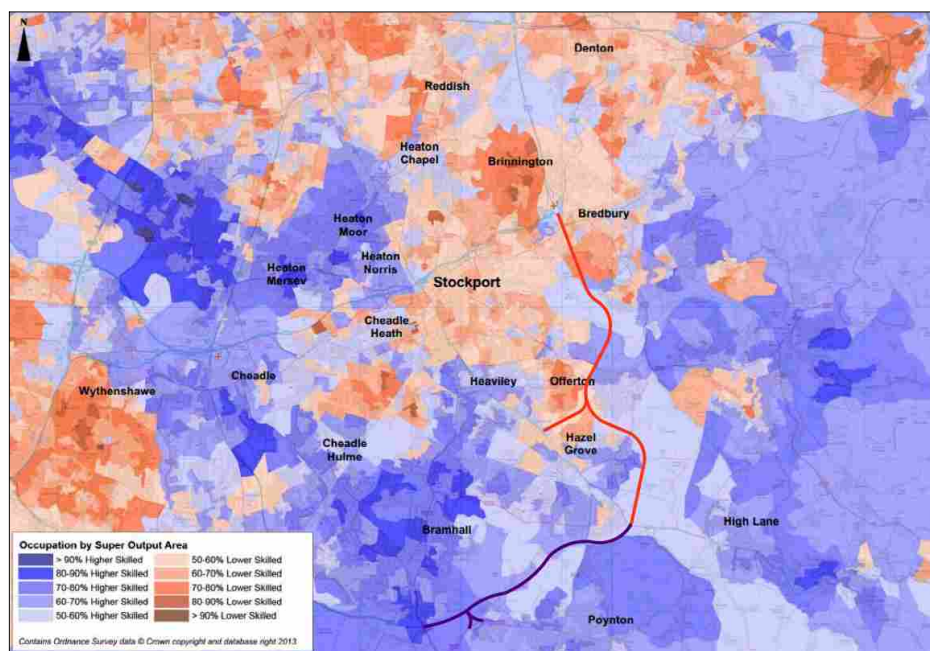 N
Denton
Reddish
Heaton
Chapel
Brinnington
Bredbury
Heaton
Moor
Heaton
Norris
Heaton
Mersev
Stockport
Cheadle
Heath
Wythenshawe
Cheadle
Heaviley
Offerton
Hazel
Grove
Cheadle
Hulme
Bramhall
High Lane
Poynton
Occupation by Super Output Area
> 90% Higher Skilled
80-90% Higher Skilled
70-80% Higher Skilled
60-70% Higher Skilled
50-60% Higher Skilled
50-60% Lower Skilled
60-70% Lower Skilled
70-80% Lower Skilled
80-90% Lower Skilled
> 90% Lower Skilled
Contains Ordnance Survey data © Crown copyright and database right 2013